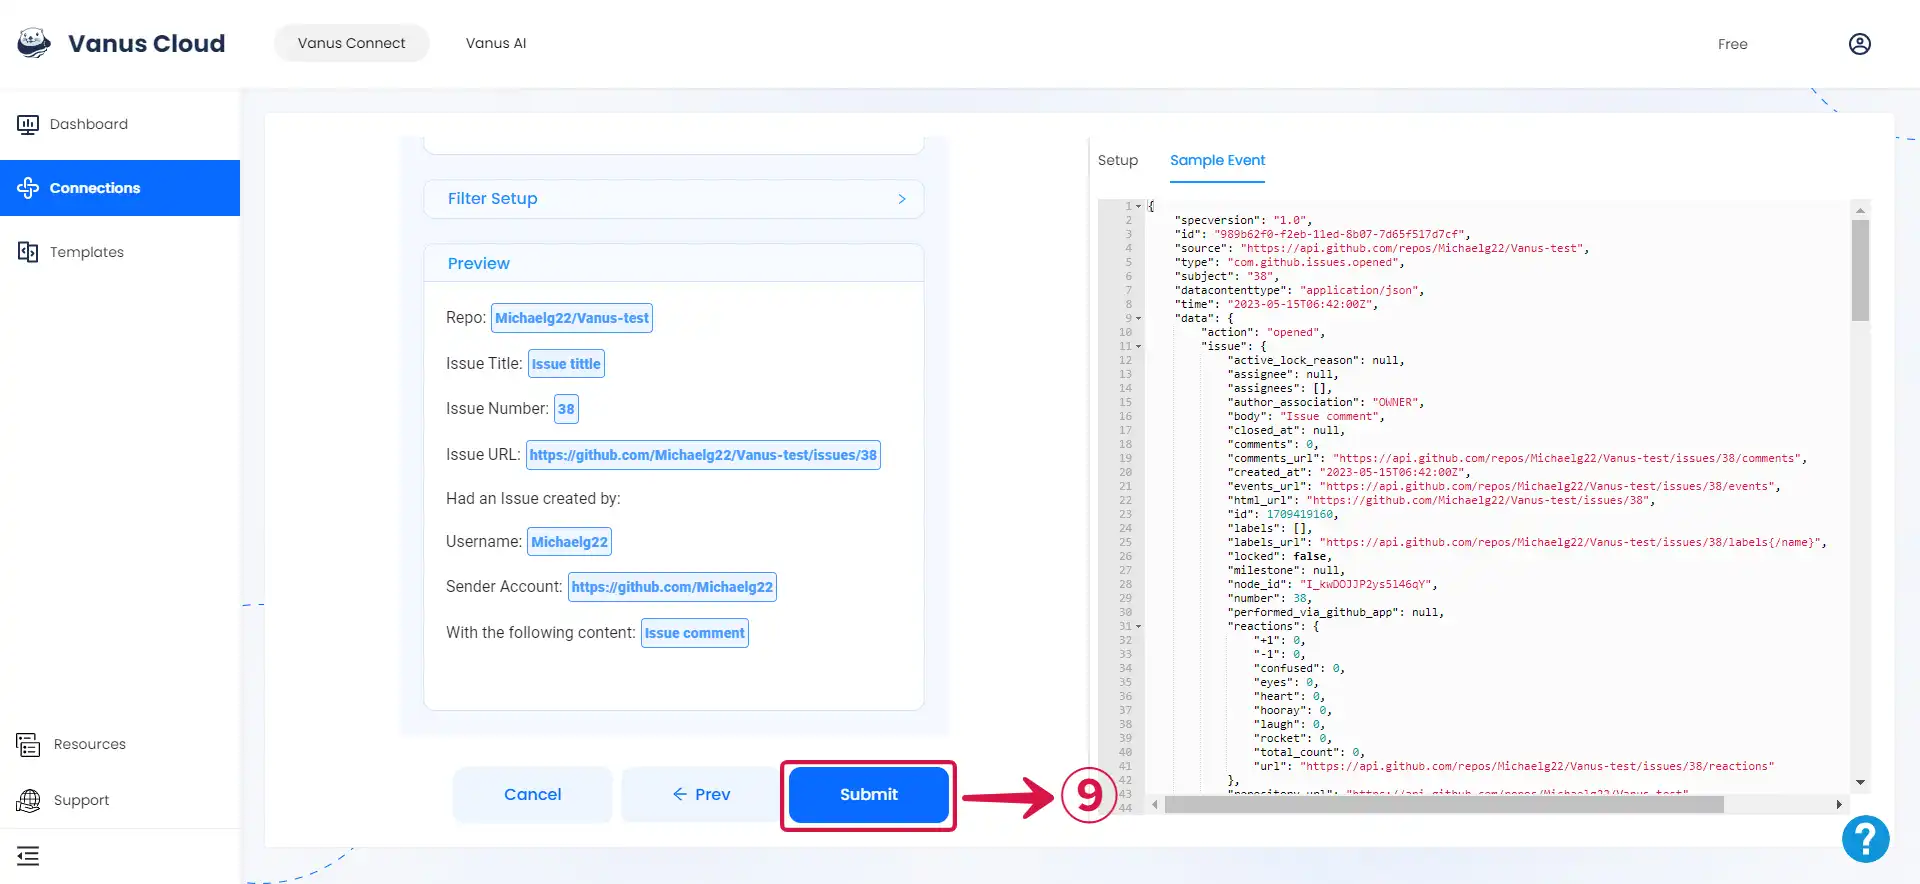 Vanus Cloud
Vanus Connect
Vanus AI
Free
Dashboard
Connections
Templates
Resources
Support
Filter Setup
Preview
Repo: Michaelg22/Vanus-test
Issue Title: Issue tittle
Issue Number: 38
Issue URL: https://github.com/Michaelg22/Vanus-test/issues/38
Had an Issue created by:
Username: Michaelg22
Sender Account: https://github.com/Michaelg22
With the following content: Issue comment
Cancel
← Prev
Submit
9
Setup
Sample Event
1 {
2 "specversion": "1.0",
3 "id": "989b62f0-f2eb-11ed-8b07-7d65f517d7cf",
4 "source": "https://api.github.com/repos/Michaelg22/Vanus-test",
5 "type": "com.github.issues.opened",
6 "subject": "38",
7 "datacontenttype": "application/json",
8 "time": "2023-05-15T06:42:00Z",
9 "data": {
10 "action": "opened",
11 "issue": {
12 "active_lock_reason": null,
13 "assignee": null,
14 "assignees": [],
15 "author_association": "OWNER",
16 "body": "Issue comment",
17 "closed_at": null,
18 "comments": 0,
19 "comments_url": "https://api.github.com/repos/Michaelg22/Vanus-test/issues/38/comments",
20 "created_at": "2023-05-15T06:42:00Z",
21 "events_url": "https://api.github.com/repos/Michaelg22/Vanus-test/issues/38/events",
22 "html_url": "https://github.com/Michaelg22/Vanus-test/issues/38",
23 "id": 1709419160,
24 "labels": [],
25 "labels_url": "https://api.github.com/repos/Michaelg22/Vanus-test/issues/38/labels{/name}",
26 "locked": false,
27 "milestone": null,
28 "node_id": "I_kwDOJJP2ys5l46qY",
29 "number": 38,
30 "performed_via_github_app": null,
31 "reactions": {
32 "+1": 0,
33 "-1": 0,
34 "confused": 0,
35 "eyes": 0,
36 "heart": 0,
37 "hooray": 0,
38 "laugh": 0,
39 "rocket": 0,
40 "total_count": 0,
41 "url": "https://api.github.com/repos/Michaelg22/Vanus-test/issues/38/reactions"
42 },
43 "repository_url": "https://api.github.com/repos/Michaelg22/Vanus-test"
44
?